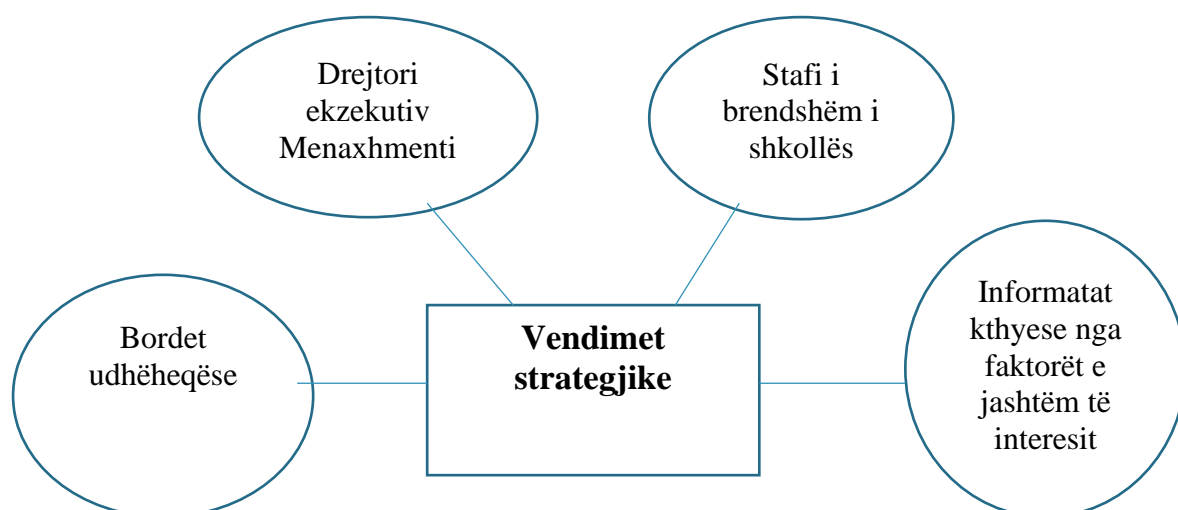 Drejtori
ekzekutiv
Menaxhmenti
Stafi i
brendshëm i
shkollës
Bordet
udhëheqëse
Vendimet
strategjike
Informatat
kthyese nga
faktorët e
jashtëm të
interesit